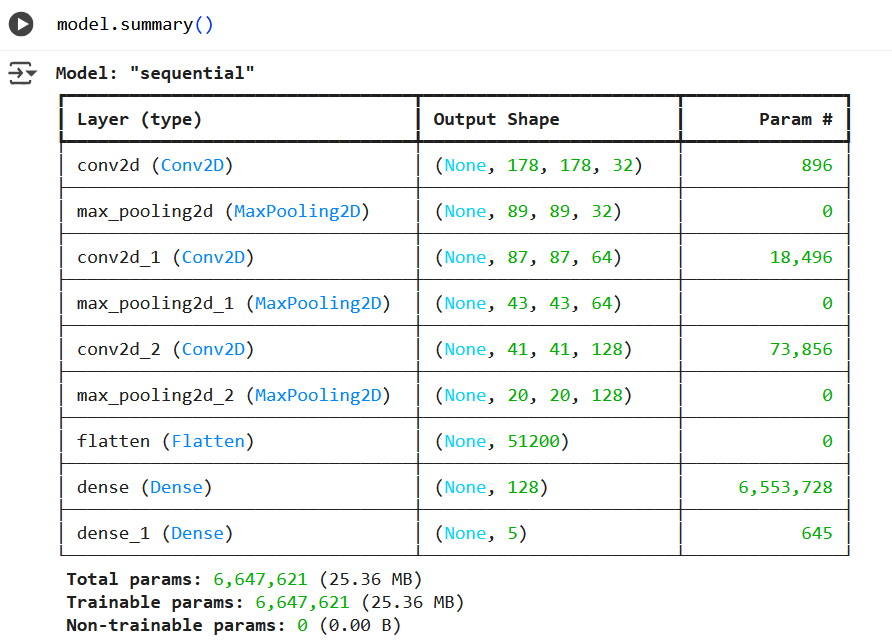 model.summary()
Model: "sequential"
Layer (type) Output Shape Param #
conv2d (Conv2D) (None, 178, 178, 32) 896
max_pooling2d (MaxPooling2D) (None, 89, 89, 32) 0
conv2d_1 (Conv2D) (None, 87, 87, 64) 18,496
max_pooling2d_1 (MaxPooling2D) (None, 43, 43, 64) 0
conv2d_2 (Conv2D) (None, 41, 41, 128) 73,856
max_pooling2d_2 (MaxPooling2D) (None, 20, 20, 128) 0
flatten (Flatten) (None, 51200) 0
dense (Dense) (None, 128) 6,553,728
dense_1 (Dense) (None, 5) 645
Total params: 6,647,621 (25.36 MB)
Trainable params: 6,647,621 (25.36 MB)
Non-trainable params: 0 (0.00 B)